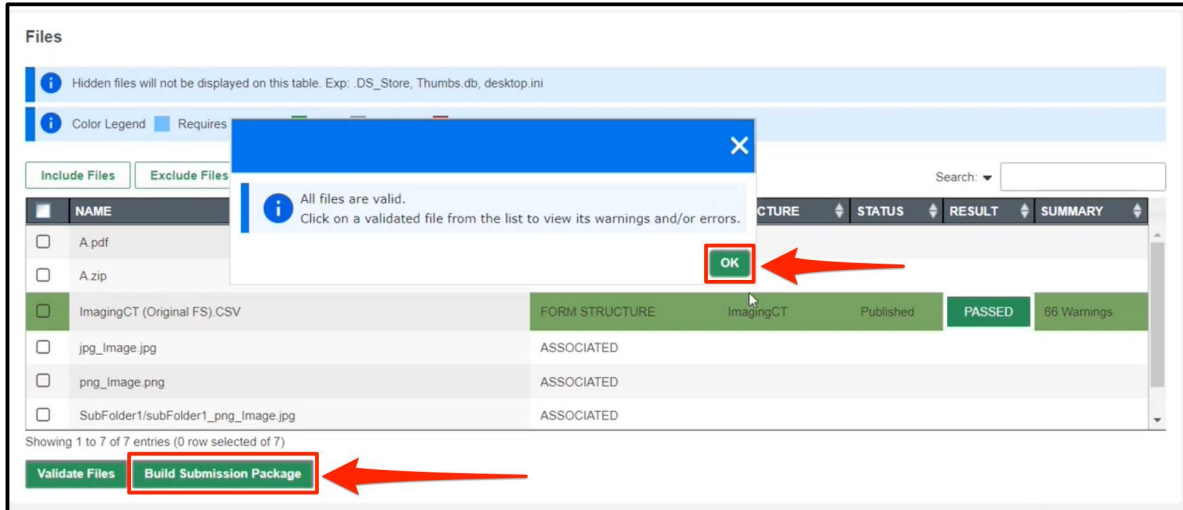 Files
Hidden files will not be displayed on this table. Exp: .DS_Store, Thumbs.db, desktop.ini
Color Legend Requires
All files are valid.
Click on a validated file from the list to view its warnings and/or errors.
OK
Include Files Exclude Files Search:
NAME CTURE STATUS RESULT SUMMARY
A.pdf
A.zip
ImagingCT (Original FS).CSV FORM STRUCTURE ImagingCT Published PASSED 66 Warnings
jpg_Image.jpg ASSOCIATED
png_Image.png ASSOCIATED
SubFolder1/subFolder1_png_Image.jpg ASSOCIATED
Showing 1 to 7 of 7 entries (0 row selected of 7)
Validate Files Build Submission Package